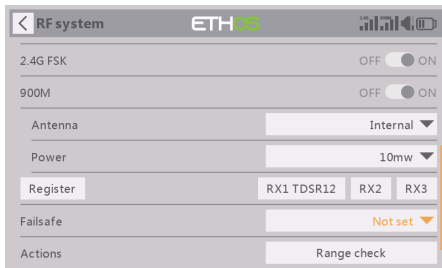 RF system ETHOS
2.4G FSK OFF ON
900M OFF ON
Antenna Internal
Power 10mw
Register RX1 TDSR12 RX2 RX3
Failsafe Not set
Actions Range check